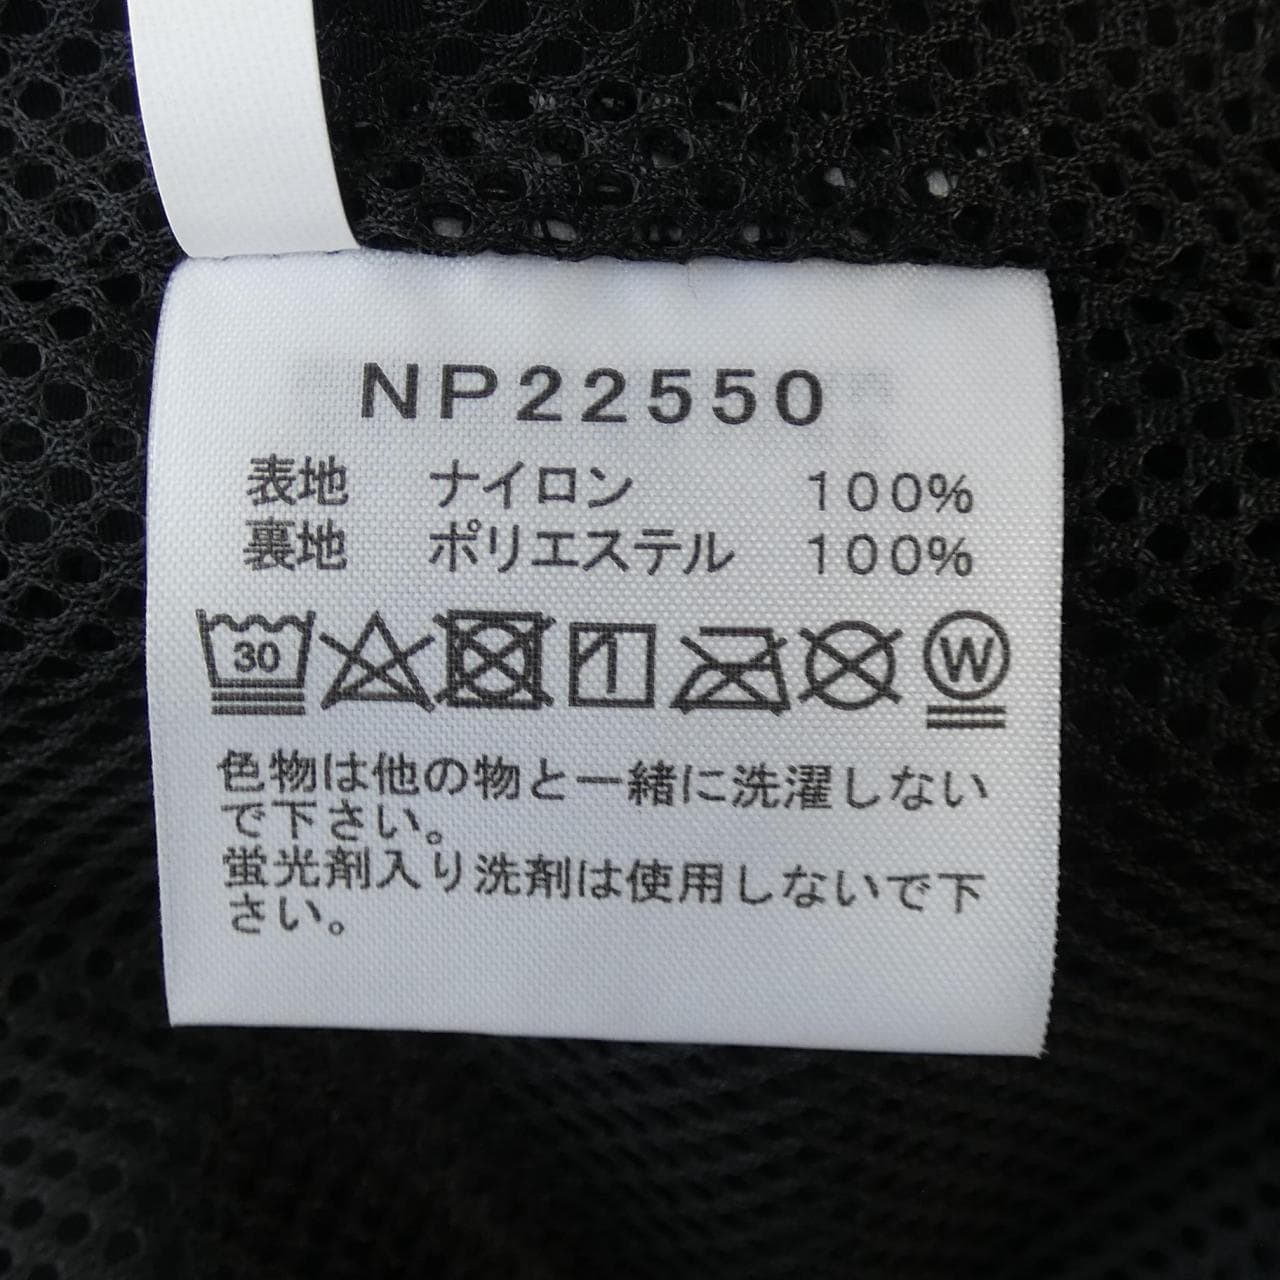 NP22550
表地 ナイロン 100%
裏地 ポリエステル 100%
30 W
色物は他の物と一緒に洗濯しない
で下さい。
蛍光剤入り洗剤は使用しないで下
さい。